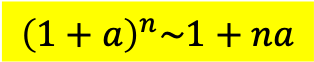 (1 + a)ⁿ~1 + na